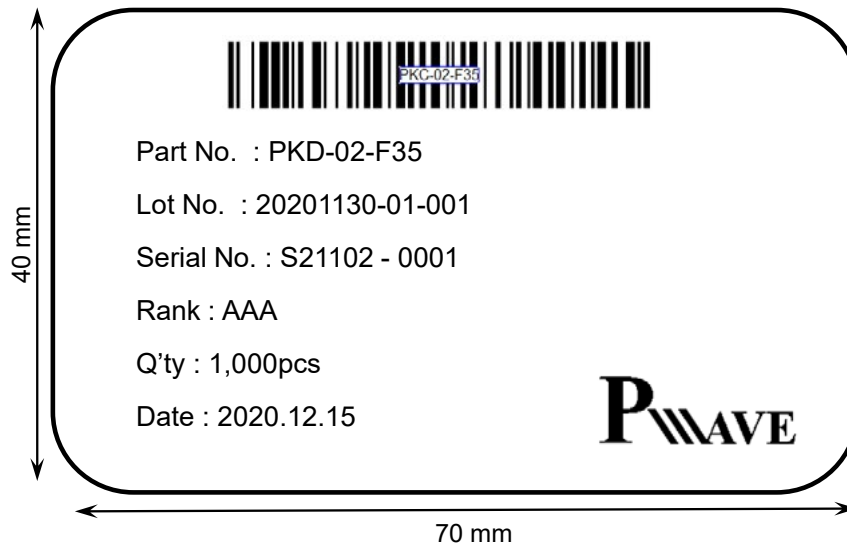 PKC-02-F35
Part No. : PKD-02-F35
Lot No. : 20201130-01-001
Serial No. : S21102 - 0001
Rank : AAA
Q’ty : 1,000pcs
Date : 2020.12.15
PWAVE
40 mm
70 mm